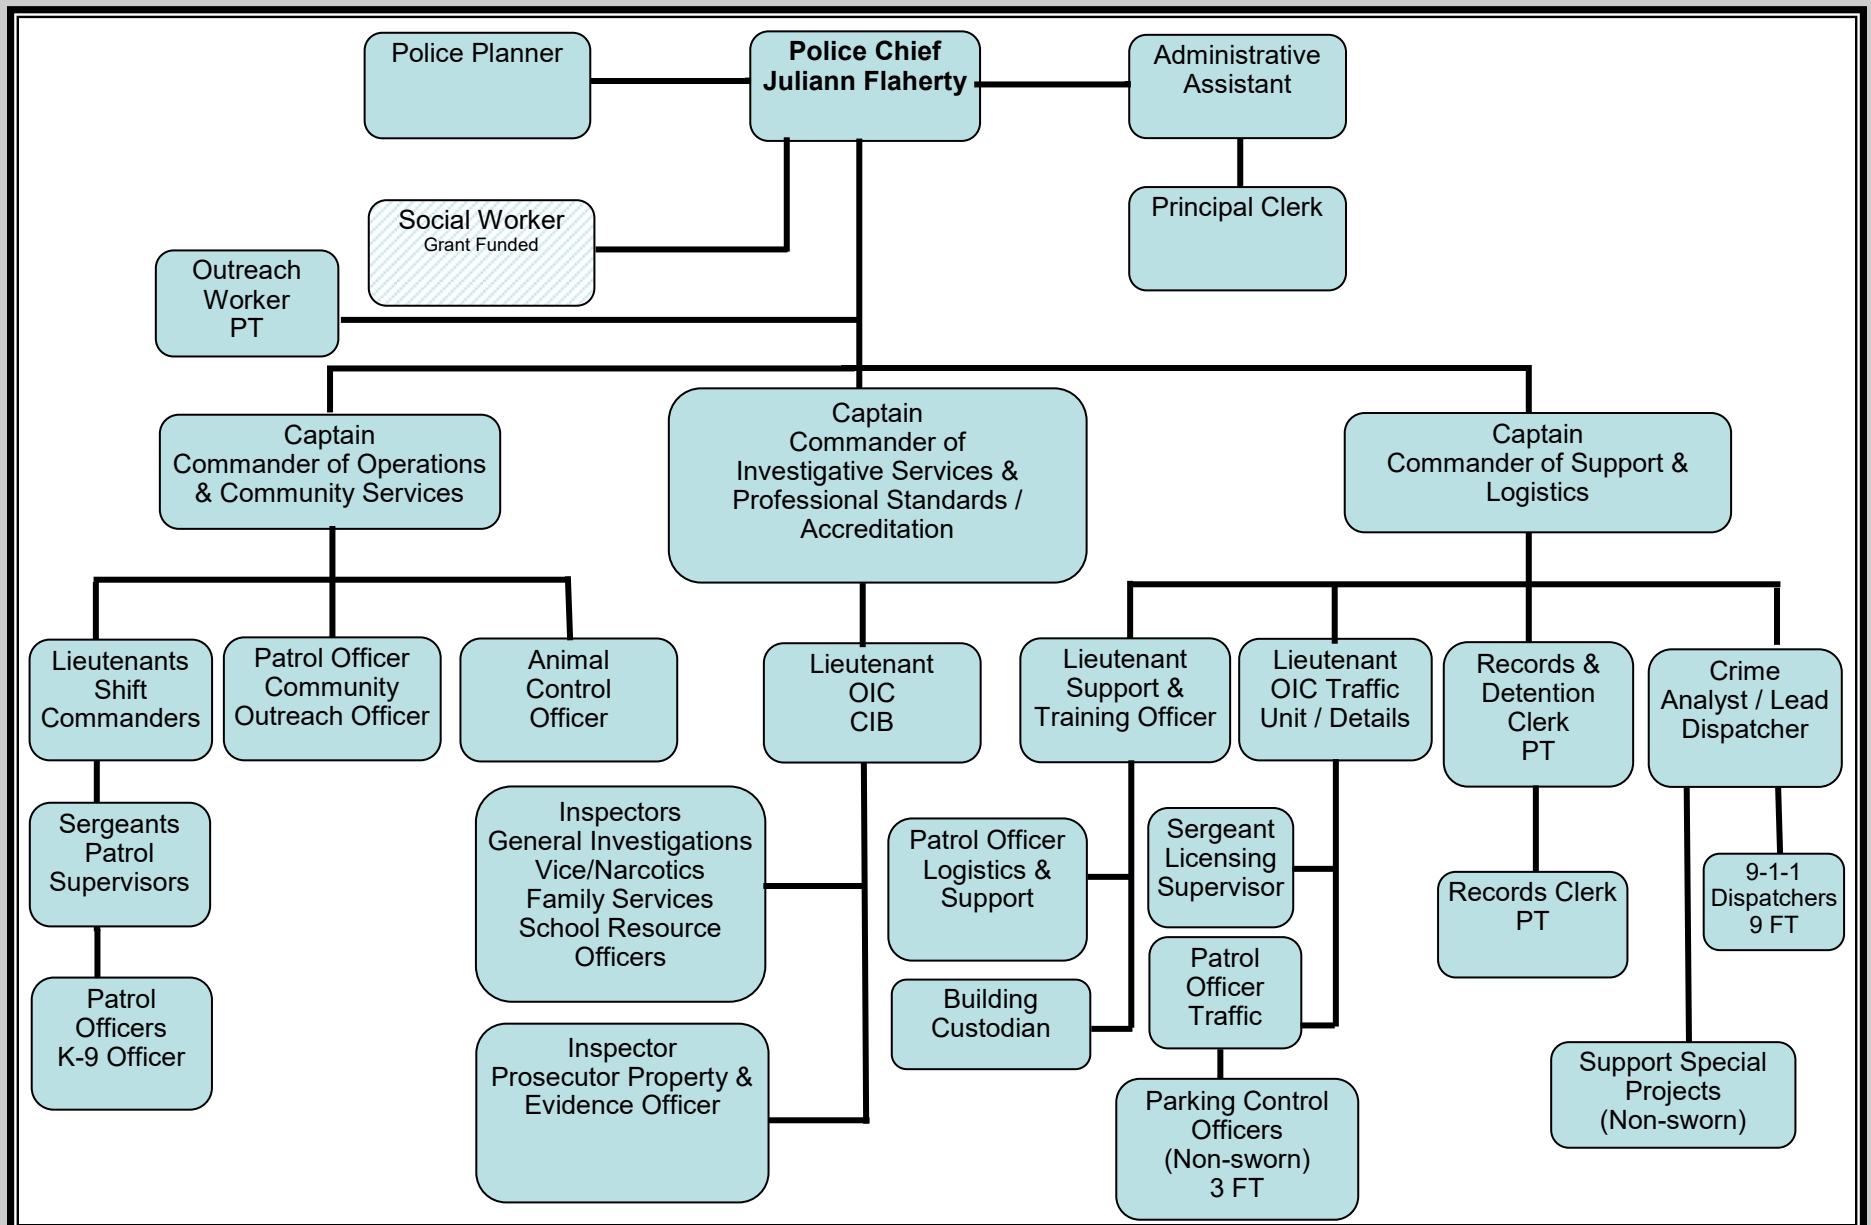 Police Planner
Police Chief
Juliann Flaherty
Administrative
Assistant
Principal Clerk
Social Worker
Grant Funded
Outreach
Worker
PT
Captain
Commander of Operations
& Community Services
Captain
Commander of
Investigative Services &
Professional Standards /
Accreditation
Captain
Commander of Support &
Logistics
Lieutenants
Shift
Commanders
Patrol Officer
Community
Outreach Officer
Animal
Control
Officer
Lieutenant
OIC
CIB
Lieutenant
Support &
Training Officer
Lieutenant
OIC Traffic
Unit / Details
Records &
Detention
Clerk
PT
Crime
Analyst / Lead
Dispatcher
Sergeants
Patrol
Supervisors
Inspectors
General Investigations
Vice/Narcotics
Family Services
School Resource
Officers
Patrol Officer
Logistics &
Support
Sergeant
Licensing
Supervisor
Records Clerk
PT
9-1-1
Dispatchers
9 FT
Patrol
Officers
K-9 Officer
Inspector
Prosecutor Property &
Evidence Officer
Building
Custodian
Patrol
Officer
Traffic
Parking Control
Officers
(Non-sworn)
3 FT
Support Special
Projects
(Non-sworn)